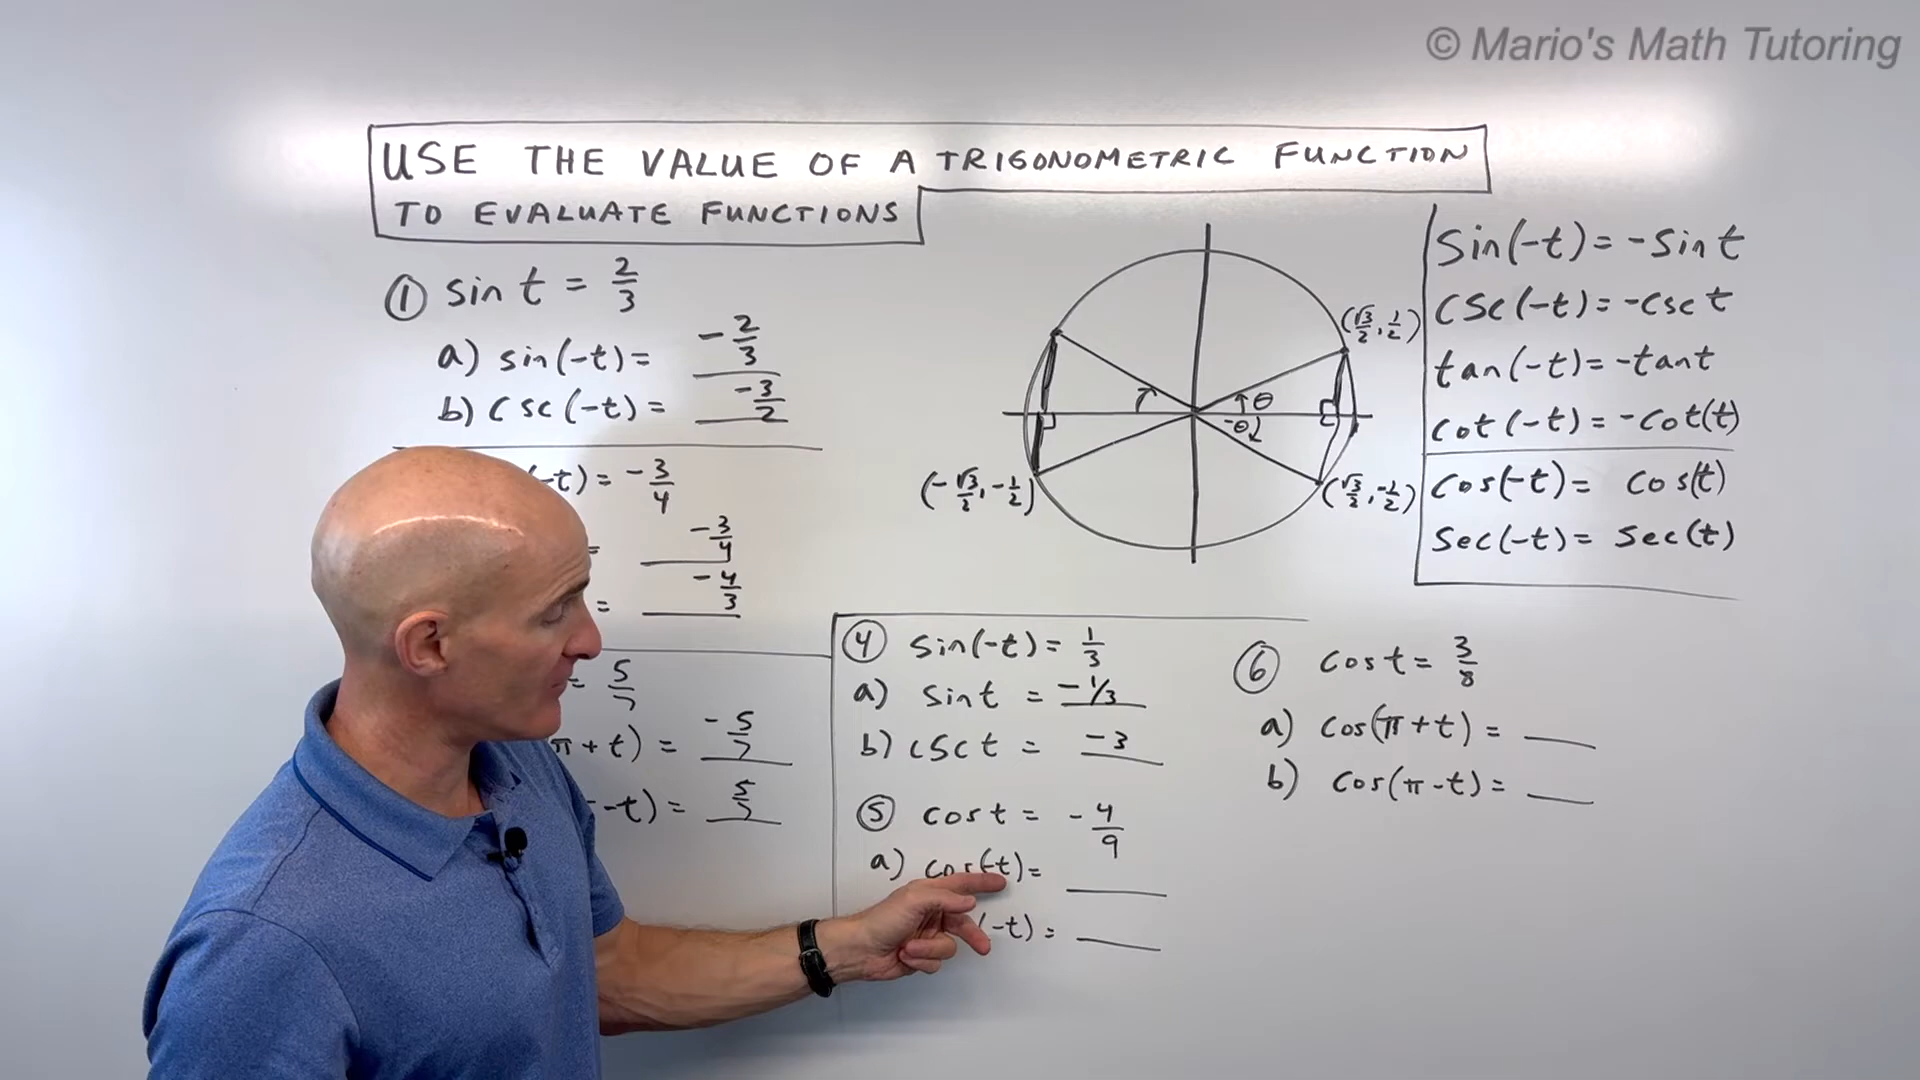 © Mario's Math Tutoring
USE THE VALUE OF A TRIGONOMETRIC FUNCTION
TO EVALUATE FUNCTIONS
① sin t = 2/3
a) sin(-t) = -2/3
b) csc(-t) = -3/2
-t) = -3/4
= -3/4
= -4/3
= 5/7
π + t) = -5/7
-t) = 5/7
(√3/2, 1/2)
θ
-θ
(-√3/2, -1/2)
(√3/2, -1/2)
Sin(-t) = -Sin t
CSC(-t) = -CSC t
tan(-t) = -tan t
cot(-t) = -cot(t)
Cos(-t) = Cos(t)
Sec(-t) = Sec(t)
④ Sin(-t) = 1/3
a) Sin t = -1/3
b) CSC t = -3
⑤ Cos t = -4/9
a) Cos(-t) =
(-t) =
⑥ Cos t = 3/8
a) Cos(π + t) =
b) Cos(π - t) =